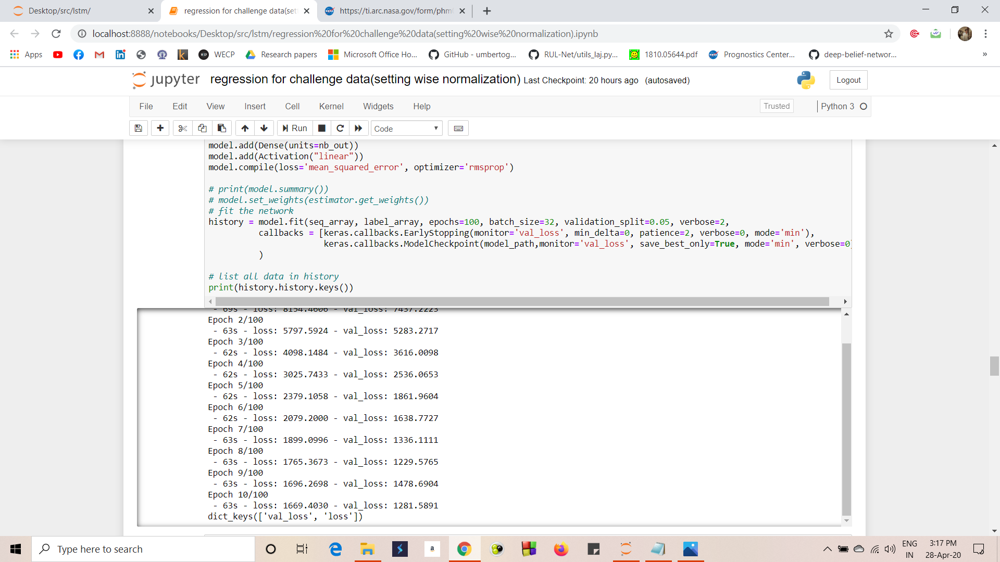 Desktop/src/lstm/
regression for challenge data(set
https://ti.arc.nasa.gov/form/phm
localhost:8888/notebooks/Desktop/src/lstm/regression%20for%20challenge%20data(setting%20wise%20normalization).ipynb
Apps
WECP
Research papers
Microsoft Office Ho...
GitHub - umbertog...
RUL-Net/utils_laj.py...
1810.05644.pdf
Prognostics Center...
deep-belief-networ...
»
jupyter
regression for challenge data(setting wise normalization) Last Checkpoint: 20 hours ago (autosaved)
Logout
File Edit View Insert Cell Kernel Widgets Help
Trusted
Python 3
Run
Code
model.add(Dense(units=nb_out))
model.add(Activation("linear"))
model.compile(loss='mean_squared_error', optimizer='rmsprop')
# print(model.summary())
# model.set_weights(estimator.get_weights())
# fit the network
history = model.fit(seq_array, label_array, epochs=100, batch_size=32, validation_split=0.05, verbose=2,
callbacks = [keras.callbacks.EarlyStopping(monitor='val_loss', min_delta=0, patience=2, verbose=0, mode='min'),
keras.callbacks.ModelCheckpoint(model_path,monitor='val_loss', save_best_only=True, mode='min', verbose=0)
)
# list all data in history
print(history.history.keys())
- 69s - loss: 8154.4606 - val_loss: 7437.2223
Epoch 2/100
- 63s - loss: 5797.5924 - val_loss: 5283.2717
Epoch 3/100
- 62s - loss: 4098.1484 - val_loss: 3616.0098
Epoch 4/100
- 62s - loss: 3025.7433 - val_loss: 2536.0653
Epoch 5/100
- 62s - loss: 2379.1058 - val_loss: 1861.9604
Epoch 6/100
- 62s - loss: 2079.2000 - val_loss: 1638.7727
Epoch 7/100
- 63s - loss: 1899.0996 - val_loss: 1336.1111
Epoch 8/100
- 63s - loss: 1765.3673 - val_loss: 1229.5765
Epoch 9/100
- 63s - loss: 1696.2698 - val_loss: 1478.6904
Epoch 10/100
- 63s - loss: 1669.4030 - val_loss: 1281.5891
dict_keys(['val_loss', 'loss'])
Type here to search
ENG
IN
3:17 PM
28-Apr-20